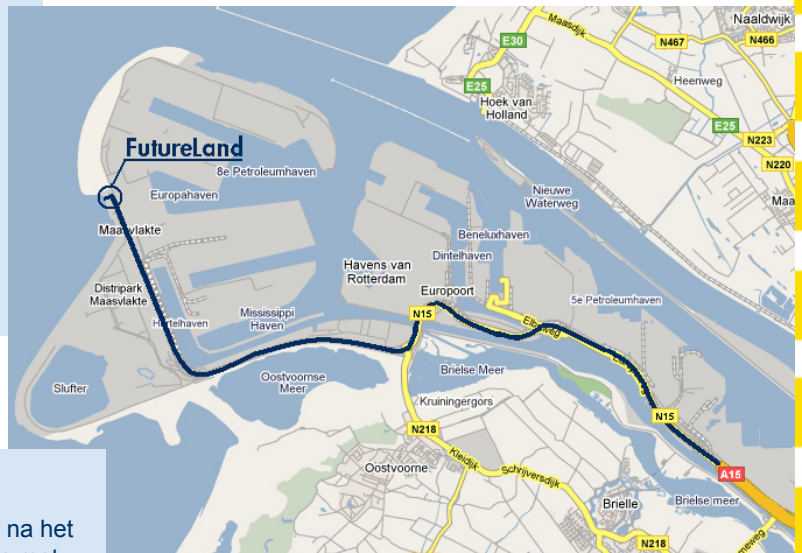 Naaldwijk
Maasdijk
E30
N467
N466
E25
Heenweg
Hoek van
Holland
E25
N223
FutureLand
8e Petroleumhaven
N220
Europahaven
Nieuwe
Waterweg
Maa
Maasvlakte
Beneluxhaven
Dintelhaven
Havens van
Rotterdam
Distripark
Maasvlakte
Europoort
5e Petroleumhaven
Mississippi
Haven
N15
Hartelhaven
Elbeweg
Oostvoornse
Meer
Brielse Meer
Slufter
Kruiningergors
N15
N218
Kleidijk
Oostvoorne
A15
Schrijversdijk
Brielle
Brielse meer
na het
N218